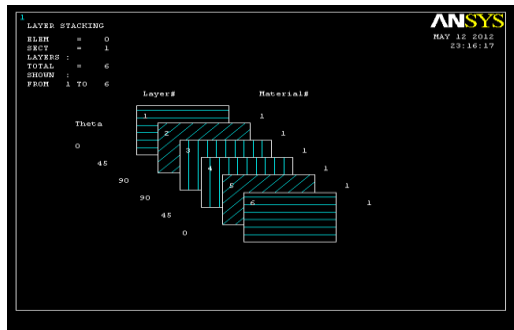 1
LAYER STACKING
ANSYS
ELEM = 0
MAY 12 2012
SECT = 1
23:16:17
LAYERS :
TOTAL = 6
SHOWN :
FROM 1 TO 6
Layer# Material#
1 1
Theta 2 1
0 3 1
45 4 1
90 5 1
90 6 1
45
0